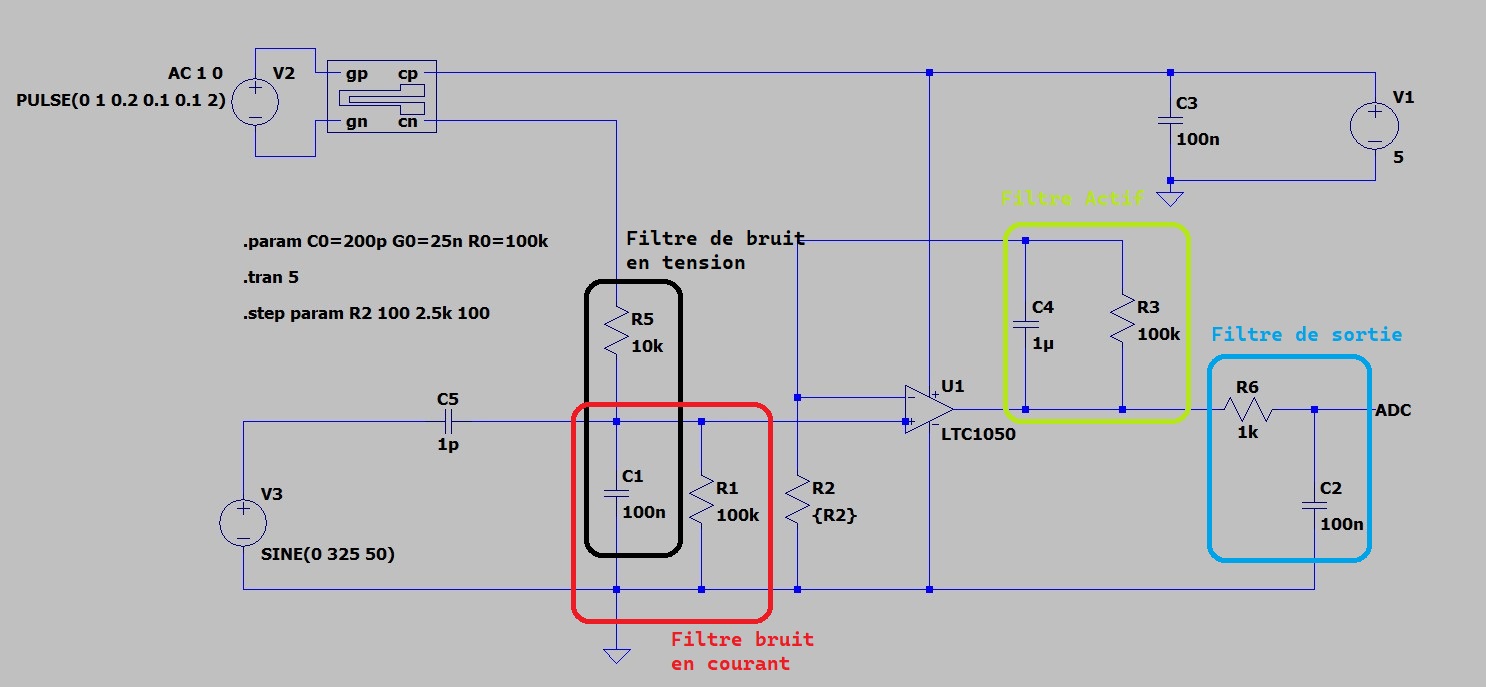 AC 1 0
V2
PULSE(0 1 0.2 0.1 0.1 2)
gp cp
gn cn
C3
100n
V1
5
Filtre Actif
.param C0=200p G0=25n R0=100k
.tran 5
.step param R2 100 2.5k 100
Filtre de bruit
en tension
R5
10k
C4
1µ
R3
100k
Filtre de sortie
R6
1k
ADC
U1
LTC1050
C5
1p
C1
100n
R1
100k
R2
{R2}
C2
100n
V3
SINE(0 325 50)
Filtre bruit
en courant